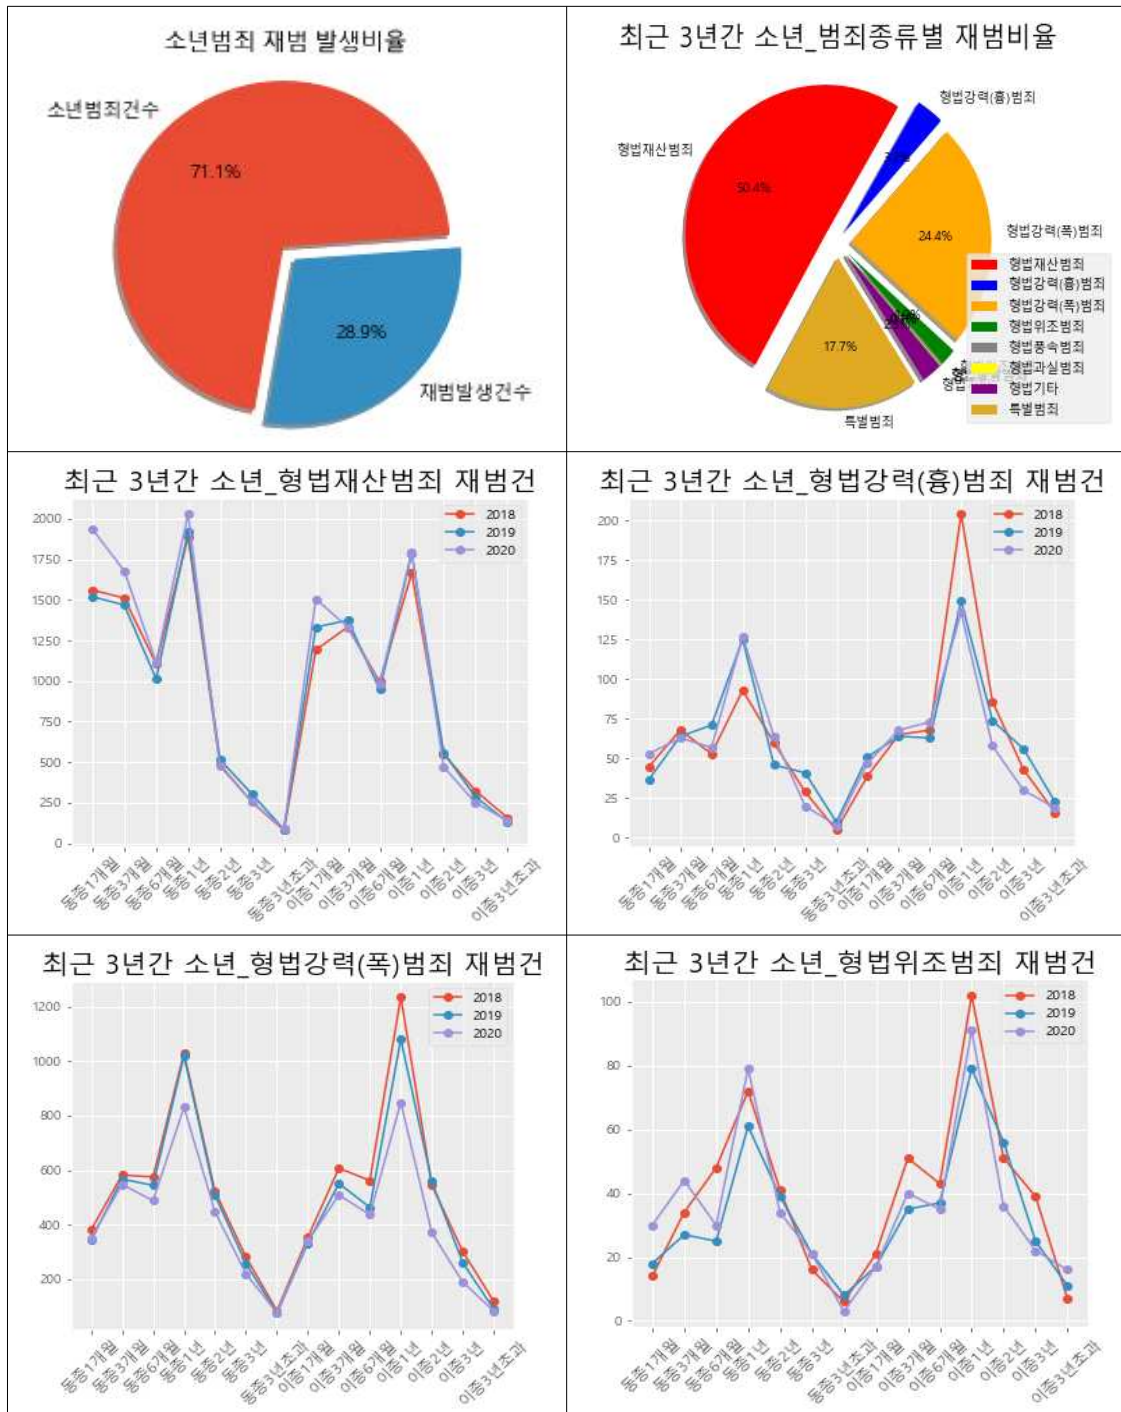 소년범죄 재범 발생비율
소년범죄건수
71.1%
28.9%
재범발생건수
최근 3년간 소년_범죄종류별 재범비율
형법강력(흉)범죄
형법재산범죄
50.4%
24.4%
형법강력(폭)범죄
17.7%
특별범죄
형법재산범죄
형법강력(흉)범죄
형법강력(폭)범죄
형법위조범죄
형법풍속범죄
형법과실범죄
형법기타
특별범죄
최근 3년간 소년_형법재산범죄 재범건
2018
2019
2020
2000
1750
1500
1250
1000
750
500
250
0
동종1개월
동종3개월
동종6개월
동종1년
동종2년
동종3년
동종3년초과
이종1개월
이종3개월
이종6개월
이종1년
이종2년
이종3년
이종3년초과
최근 3년간 소년_형법강력(흉)범죄 재범건
2018
2019
2020
200
175
150
125
100
75
50
25
0
동종1개월
동종3개월
동종6개월
동종1년
동종2년
동종3년
동종3년초과
이종1개월
이종3개월
이종6개월
이종1년
이종2년
이종3년
이종3년초과
최근 3년간 소년_형법강력(폭)범죄 재범건
2018
2019
2020
1200
1000
800
600
400
200
동종1개월
동종3개월
동종6개월
동종1년
동종2년
동종3년
동종3년초과
이종1개월
이종3개월
이종6개월
이종1년
이종2년
이종3년
이종3년초과
최근 3년간 소년_형법위조범죄 재범건
2018
2019
2020
100
80
60
40
20
0
동종1개월
동종3개월
동종6개월
동종1년
동종2년
동종3년
동종3년초과
이종1개월
이종3개월
이종6개월
이종1년
이종2년
이종3년
이종3년초과